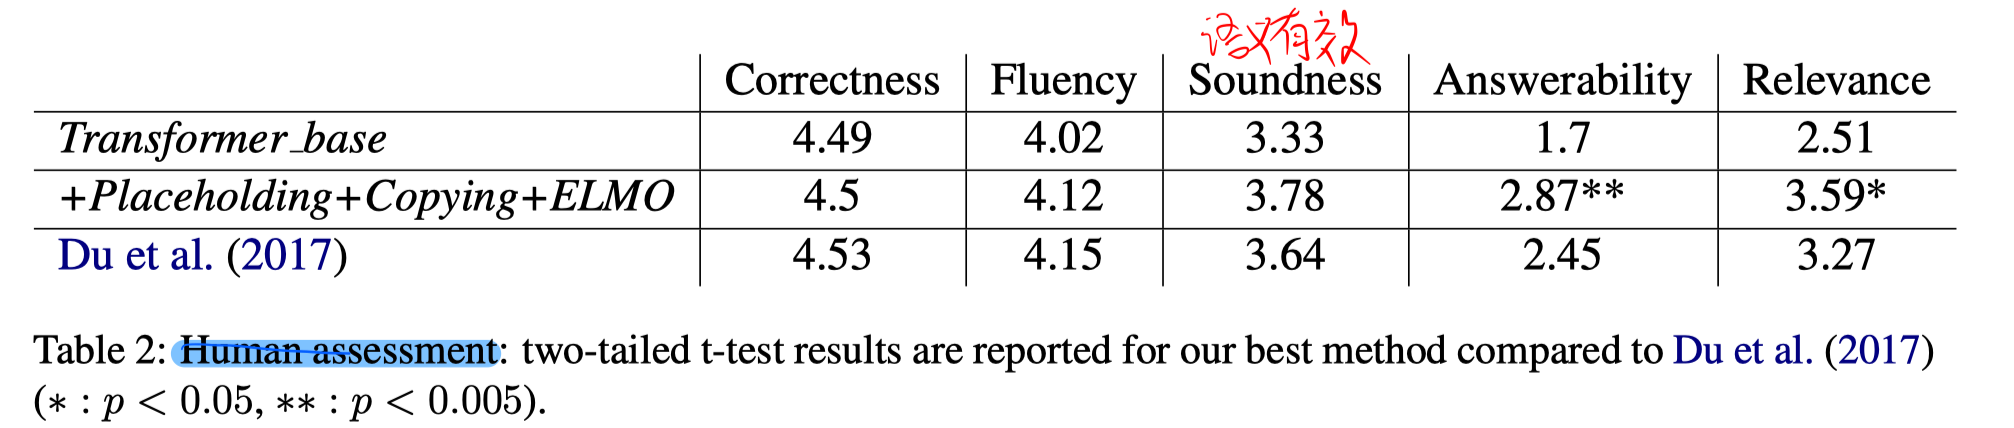 语义有效
Correctness Fluency Soundness Answerability Relevance
Transformer_base 4.49 4.02 3.33 1.7 2.51
+Placeholding+Copying+ELMO 4.5 4.12 3.78 2.87** 3.59*
Du et al. (2017) 4.53 4.15 3.64 2.45 3.27
Table 2: Human assessment: two-tailed t-test results are reported for our best method compared to Du et al. (2017)
(* : p < 0.05, ** : p < 0.005).